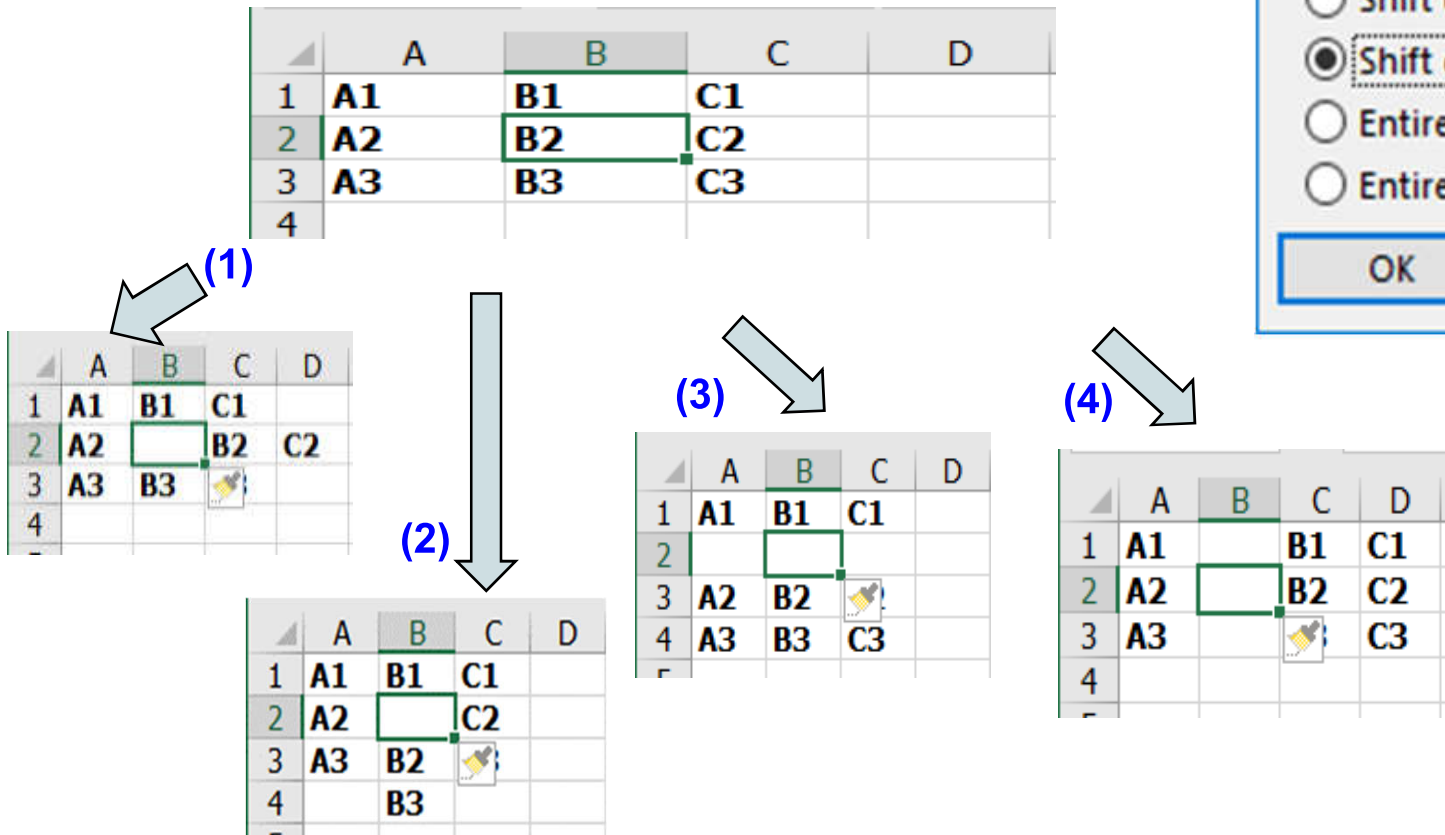 A B C D
1 A1 B1 C1
2 A2 B2 C2
3 A3 B3 C3
4
Shift
Shift
Entire
Entire
OK
(1)
A B C D
1 A1 B1 C1
2 A2 B2 C2
3 A3 B3
4
(2)
A B C D
1 A1 B1 C1
2 A2 C2
3 A3 B2
4 B3
(3)
A B C D
1 A1 B1 C1
2
3 A2 B2
4 A3 B3 C3
(4)
A B C D
1 A1 B1 C1
2 A2 B2 C2
3 A3 C3
4